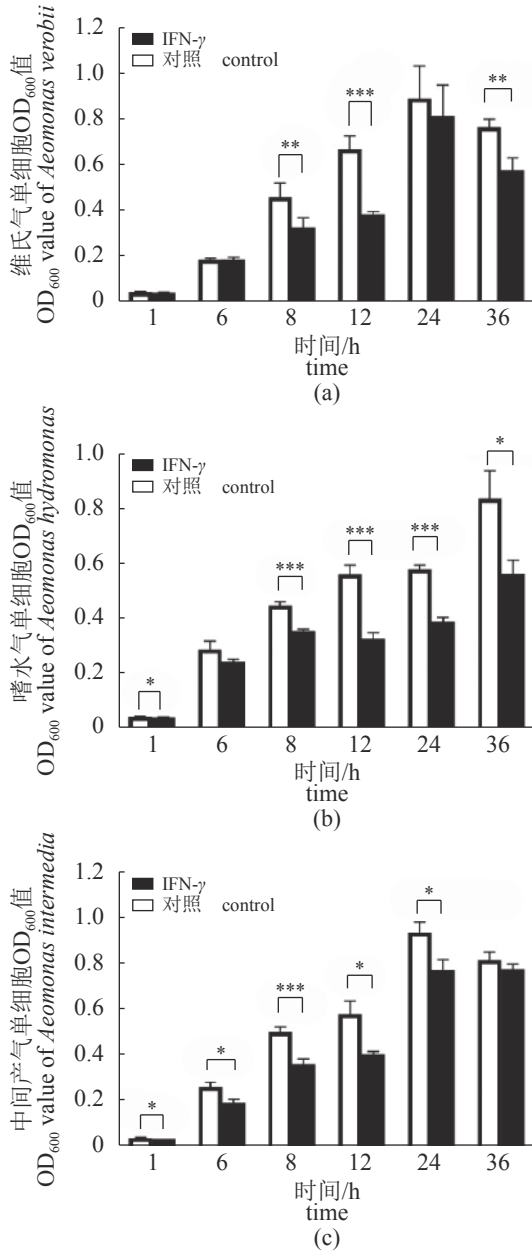 维氏气单细胞OD600值
OD600 value of Aeomonas verobii
IFN-γ
对照 control
1.2
1.0
0.8
0.6
0.4
0.2
0
**
***
**
1 6 8 12 24 36
时间/h
time
(a)
嗜水气单细胞OD600值
OD600 value of Aeomonas hydromonas
IFN-γ
对照 control
1.0
0.8
0.6
0.4
0.2
0
*
***
***
***
*
1 6 8 12 24 36
时间/h
time
(b)
中间产气单细胞OD600值
OD600 value of Aeomonas intermedia
IFN-γ
对照 control
1.2
1.0
0.8
0.6
0.4
0.2
0
*
*
***
*
*
1 6 8 12 24 36
时间/h
time
(c)